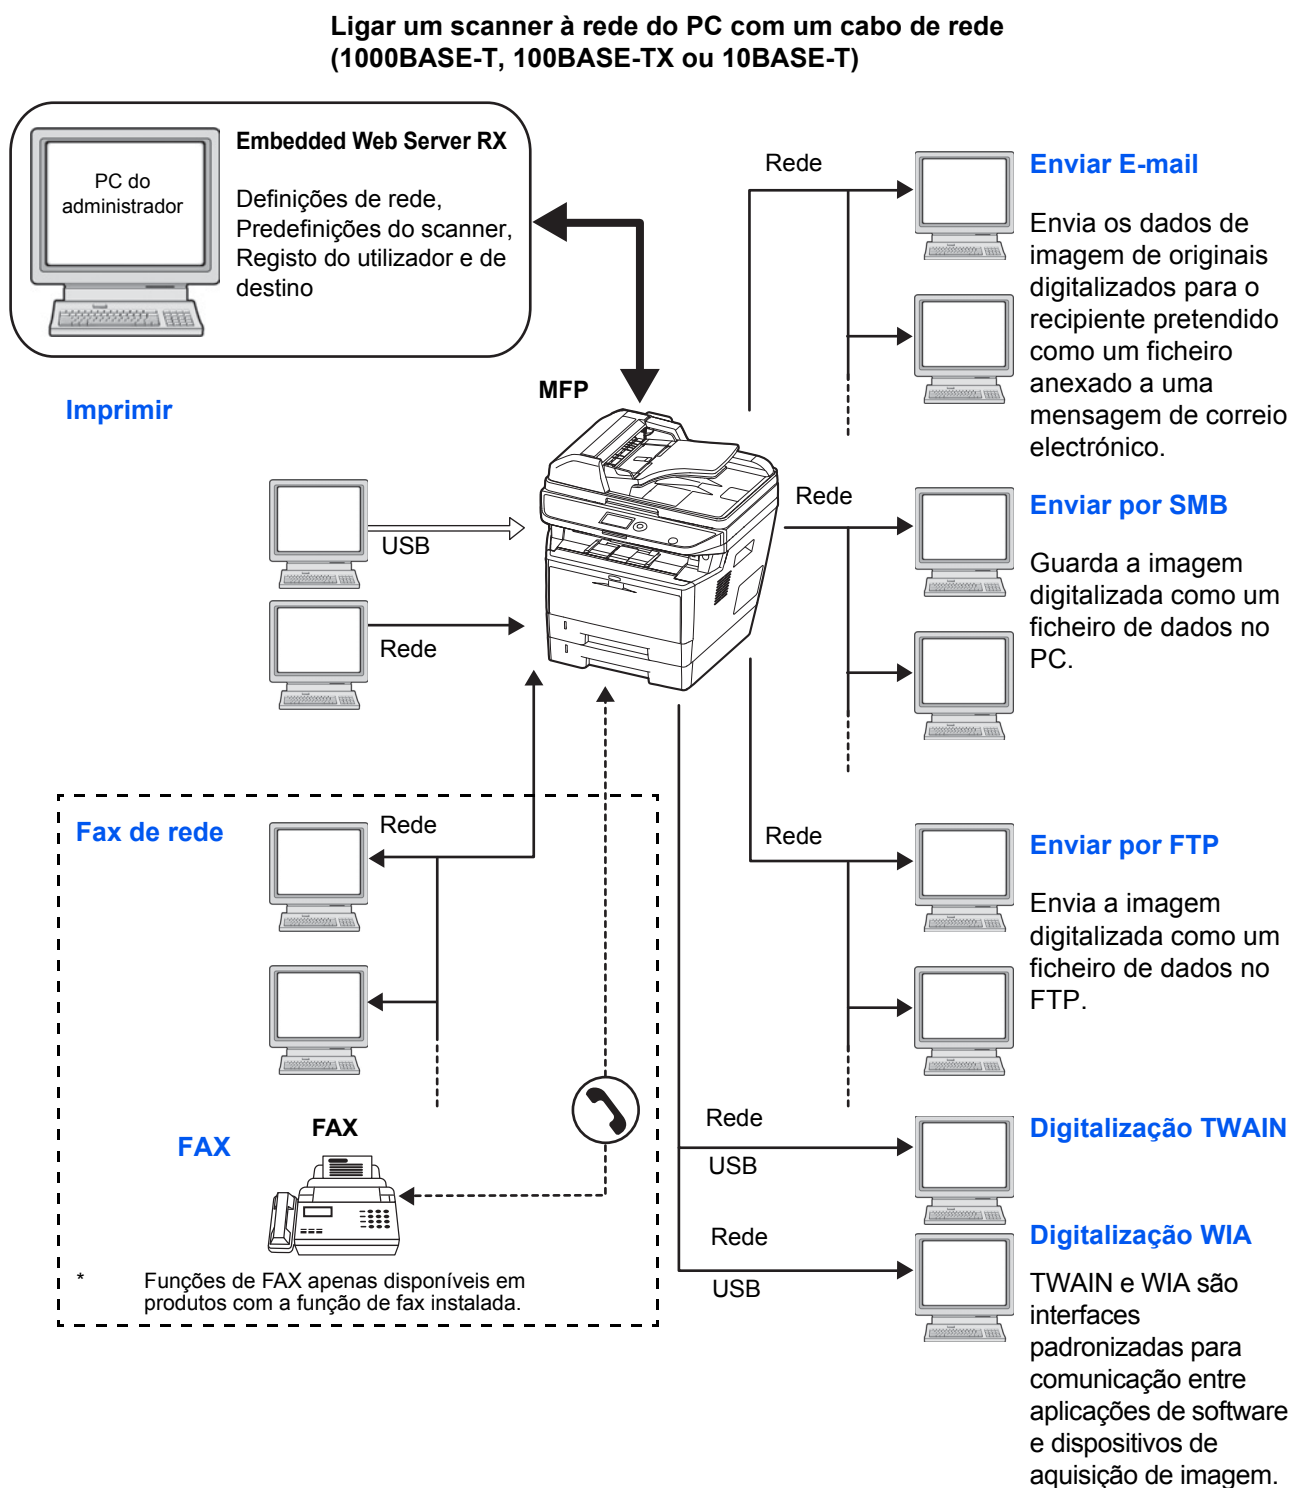 Ligar um scanner à rede do PC com um cabo de rede
(1000BASE-T, 100BASE-TX ou 10BASE-T)
Embedded Web Server RX
PC do
administrador
Definições de rede,
Predefinições do scanner,
Registo do utilizador e de
destino
Imprimir
MFP
USB
Rede
Rede
Enviar E-mail
Envia os dados de
imagem de originais
digitalizados para o
recipiente pretendido
como um ficheiro
anexado a uma
mensagem de correio
electrónico.
Rede
Enviar por SMB
Guarda a imagem
digitalizada como um
ficheiro de dados no
PC.
Fax de rede
Rede
Rede
Enviar por FTP
Envia a imagem
digitalizada como um
ficheiro de dados no
FTP.
FAX
FAX
* Funções de FAX apenas disponíveis em
produtos com a função de fax instalada.
Rede
USB
Digitalização TWAIN
Rede
USB
Digitalização WIA
TWAIN e WIA são
interfaces
padronizadas para
comunicação entre
aplicações de software
e dispositivos de
aquisição de imagem.